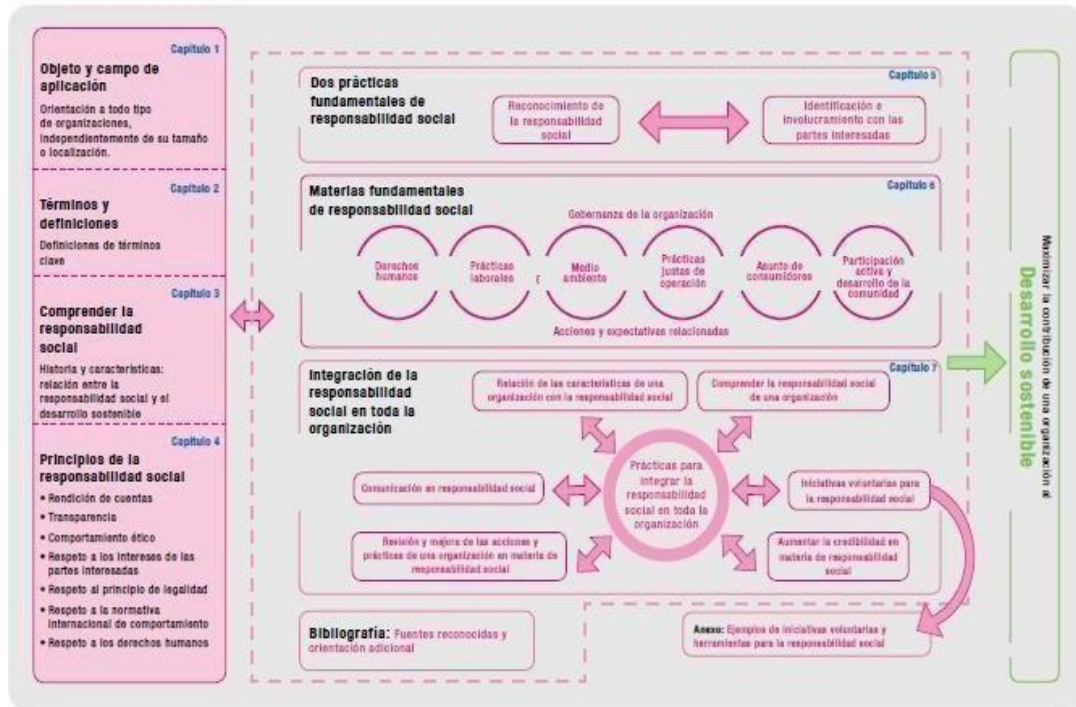 Capítulo 1
Objeto y campo de
aplicación
Orientación a todo tipo
de organizaciones,
independientemente de su tamaño
o localización.
Capítulo 2
Términos y
definiciones
Definiciones de términos
clave
Capítulo 3
Comprender la
responsabilidad
social
Historia y características:
relación entre la
responsabilidad social y el
desarrollo sostenible
Capítulo 4
Principios de la
responsabilidad social
• Rendición de cuentas
• Transparencia
• Comportamiento ético
• Respeto a los intereses de las
partes interesadas
• Respeto al principio de legalidad
• Respeto a la normativa
internacional de comportamiento
• Respeto a los derechos humanos
Capítulo 5
Dos prácticas
fundamentales de
responsabilidad social
Reconocimiento de
la responsabilidad
social
Identificación e
involucramiento con las
partes interesadas
Capítulo 6
Materias fundamentales
de responsabilidad social
Gobernanza de la organización
Derechos
humanos
Prácticas
laborales
E
Medio
ambiente
Prácticas
justas de
operación
Asunto de
consumidores
Participación
activa y
desarrollo de la
comunidad
Acciones y expectativas relacionadas
Capítulo 7
Integración de la
responsabilidad
social en toda la
organización
Relación de las características de una
organización con la responsabilidad social
Comprender la responsabilidad social
de una organización
Prácticas para
integrar la
responsabilidad
social en toda la
organización
Comunicación en responsabilidad social
Iniciativas voluntarias para
la responsabilidad social
Revisión y mejora de las acciones y
prácticas de una organización en materia de
responsabilidad social
Aumentar la credibilidad en
materia de responsabilidad
social
Bibliografía: Fuentes reconocidas y
orientación adicional
Anexo: Ejemplos de iniciativas voluntarias y
herramientas para la responsabilidad social
Maximizar la contribución de una organización al
Desarrollo sostenible